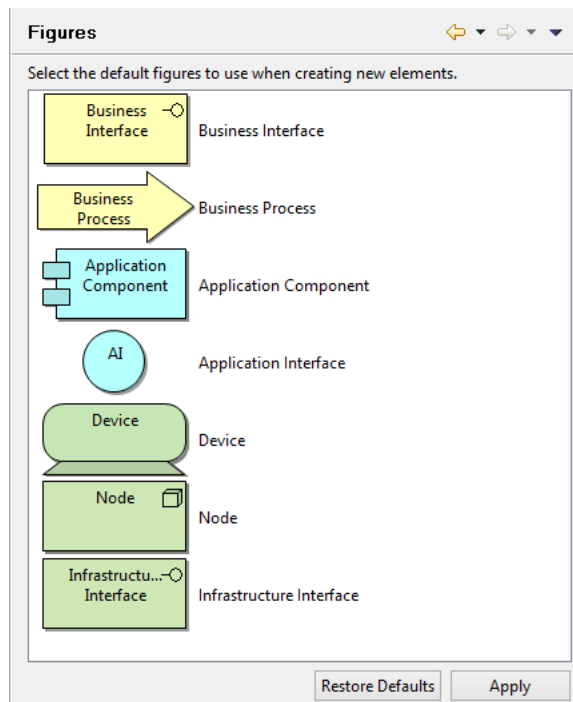 Figures
Select the default figures to use when creating new elements.
Business
Interface
Business Interface
Business
Process
Business Process
Application
Component
Application Component
AI
Application Interface
Device
Device
Node
Node
Infrastructu...
Interface
Infrastructure Interface
Restore Defaults
Apply